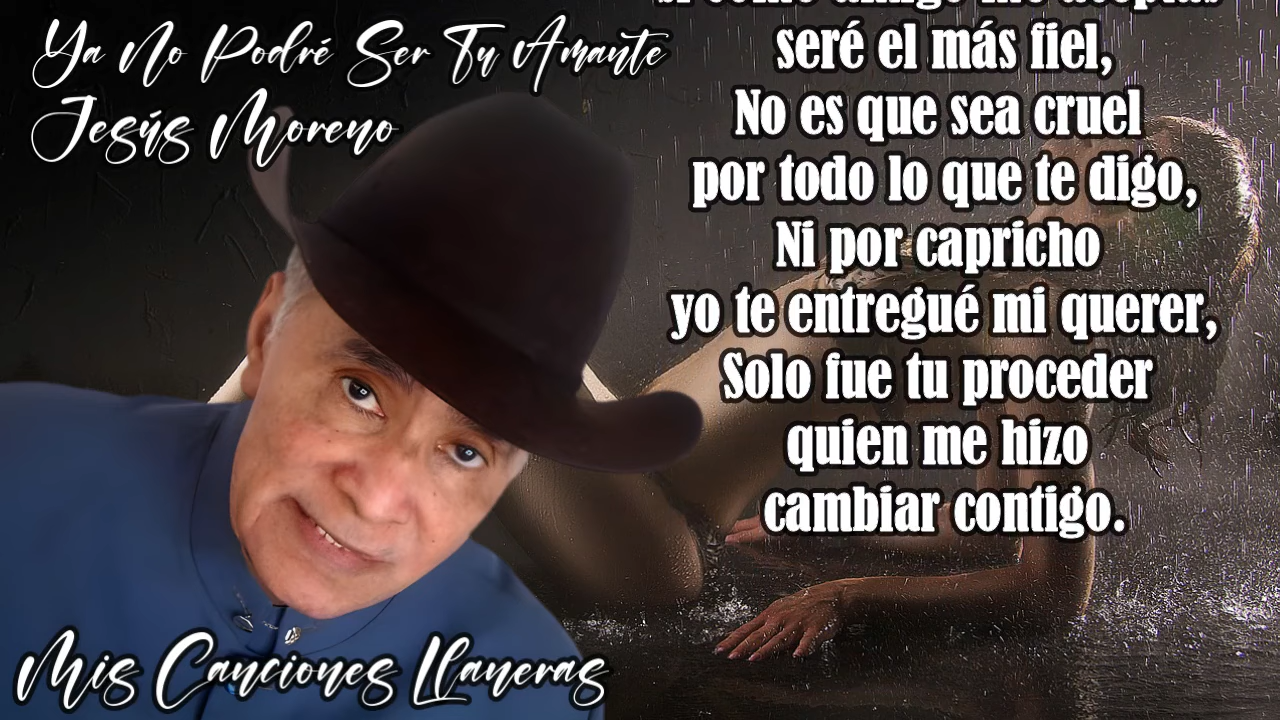 Ya No Podré Ser Tu Amante
Jesús Moreno
seré el más fiel,
No es que sea cruel
por todo lo que te digo,
Ni por capricho
yo te entregué mi querer,
Solo fue tu proceder
quien me hizo
cambiar contigo.
Mis Canciones Llaneras